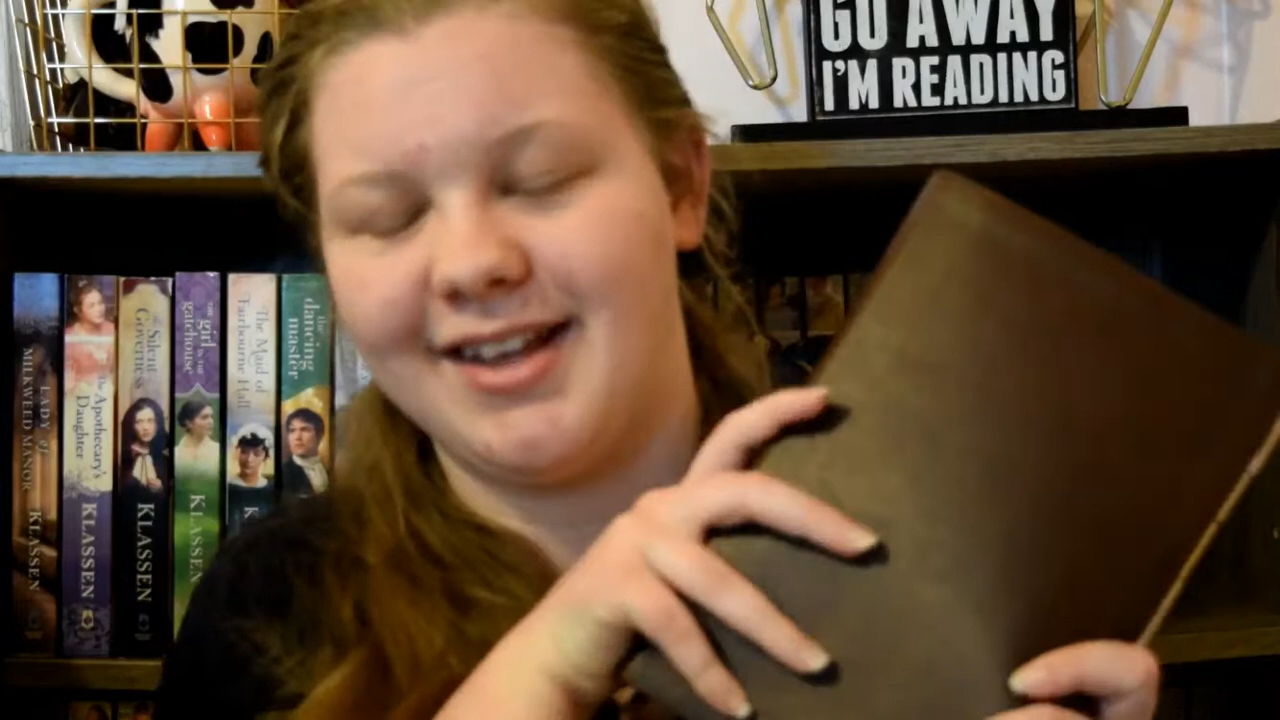 GO AWAY
I'M READING
LADY of
MILKWEED MANOR
KLASSEN
The Apothecary's
Daughter
KLASSEN
The Silent
Governess
KLASSEN
THE girl IN THE
gatehouse
KLASSEN
The Maid of
Fairbourne Hall
K
the
dancing
master